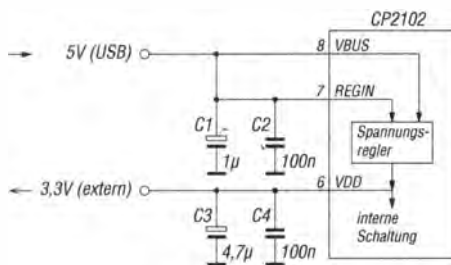 CP2102
5V (USB)
8 VBUS
7 REGIN
C1
C2
Spannungs-
regler
1µ
100n
3,3V (extern)
6 VDD
C3
C4
interne
Schaltung
4,7µ
100n